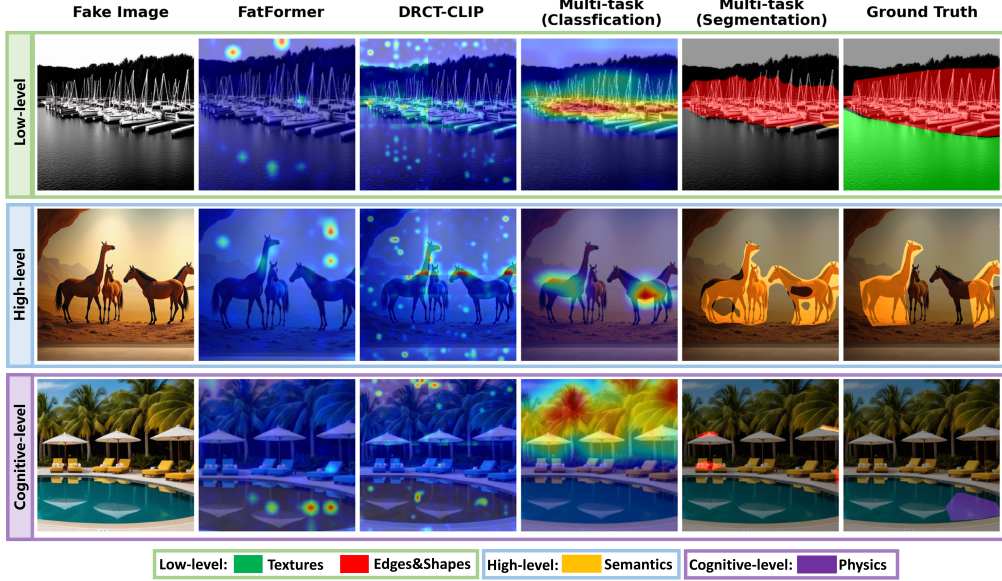 Fake Image
FatFormer
DRCT-CLIP
Multi-task
(Classfication)
Multi-task
(Segmentation)
Ground Truth
Low-level
High-level
Cognitive-level
Low-level: Textures Edges&Shapes High-level: Semantics Cognitive-level: Physics